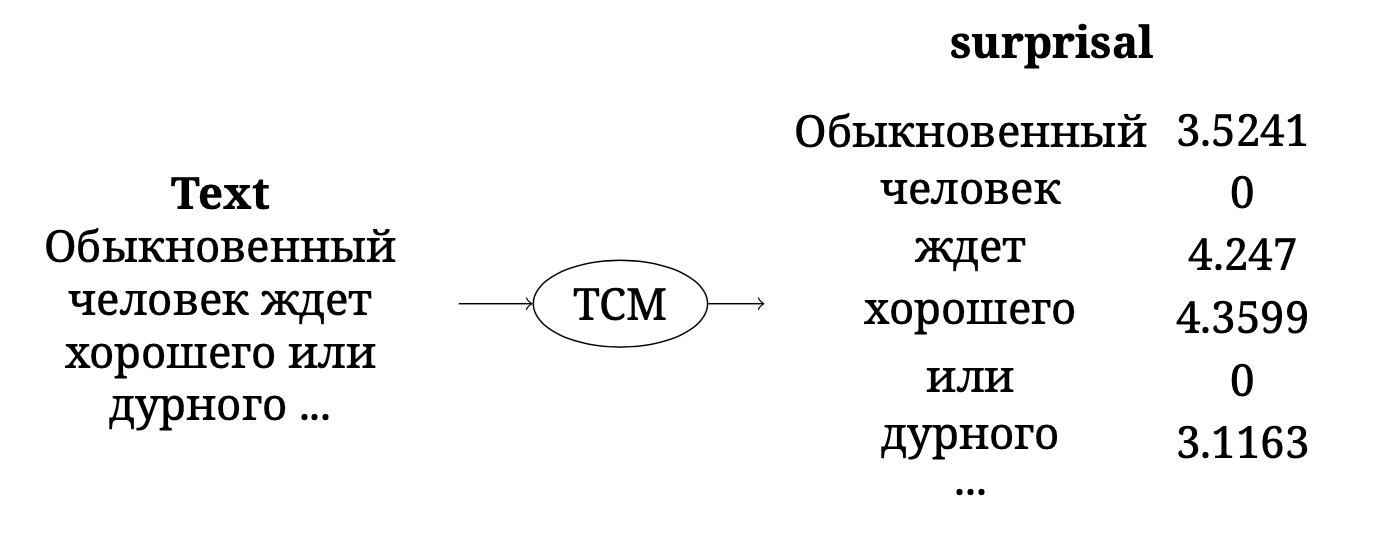 Text
Обыкновенный
человек ждет
хорошего или
дурного ...
TCM
surprisal
Обыкновенный 3.5241
человек 0
ждет 4.247
хорошего 4.3599
или 0
дурного 3.1163
...